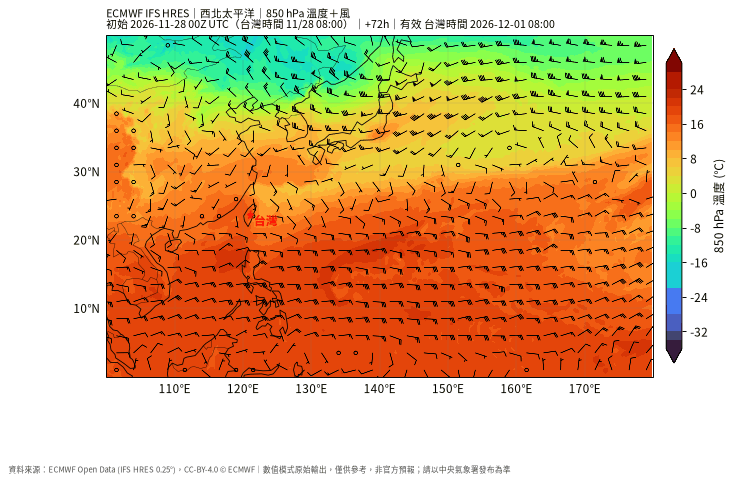 ECMWF IFS HRES｜西北太平洋｜850 hPa 溫度＋風
初始 2026-11-28 00Z UTC（台灣時間 11/28 08:00）｜+72h｜有效 台灣時間 2026-12-01 08:00
40°N
30°N
20°N
10°N
台灣
110°E 120°E 130°E 140°E 150°E 160°E 170°E
24
16
8
0
-8
-16
-24
-32
850 hPa 溫度 (°C)
資料來源：ECMWF Open Data (IFS HRES 0.25°)，CC-BY-4.0 © ECMWF｜數值模式原始輸出，僅供參考，非官方預報；請以中央氣象署發布為準